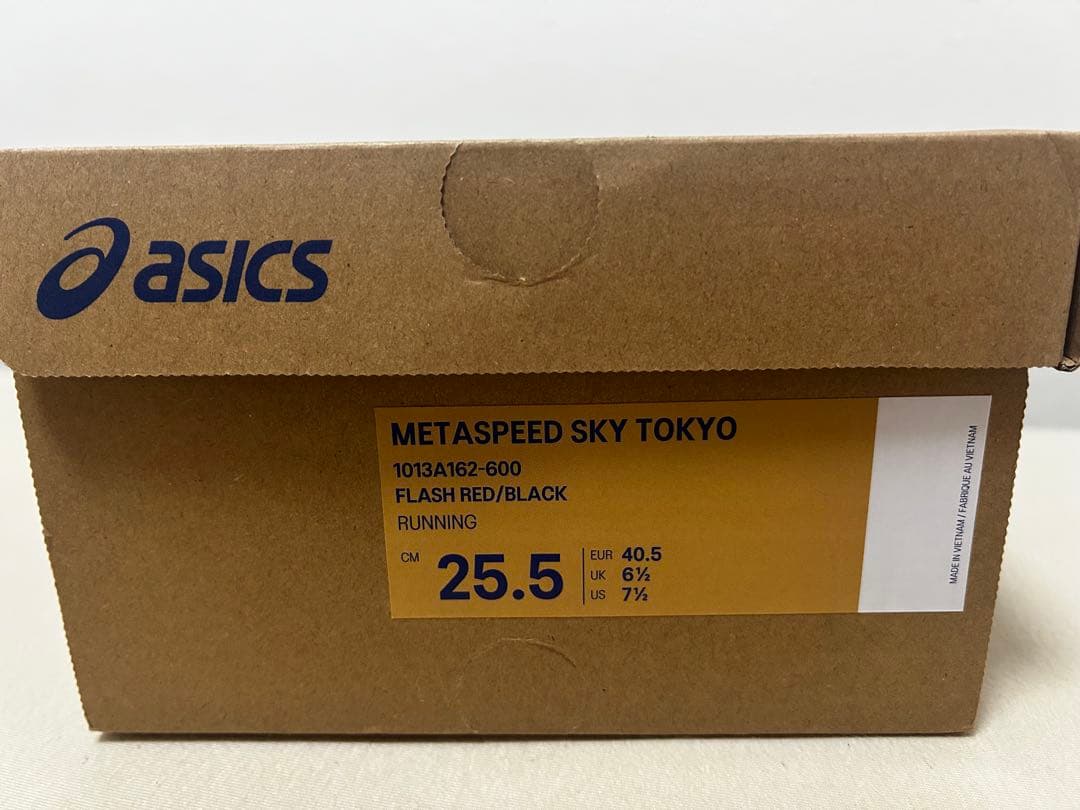 asics
METASPEED SKY TOKYO
1013A162-600
FLASH RED/BLACK
RUNNING
CM 25.5
EUR 40.5
UK 6½
US 7½
MADE IN VIETNAM / FABRIQUE AU VIETNAM